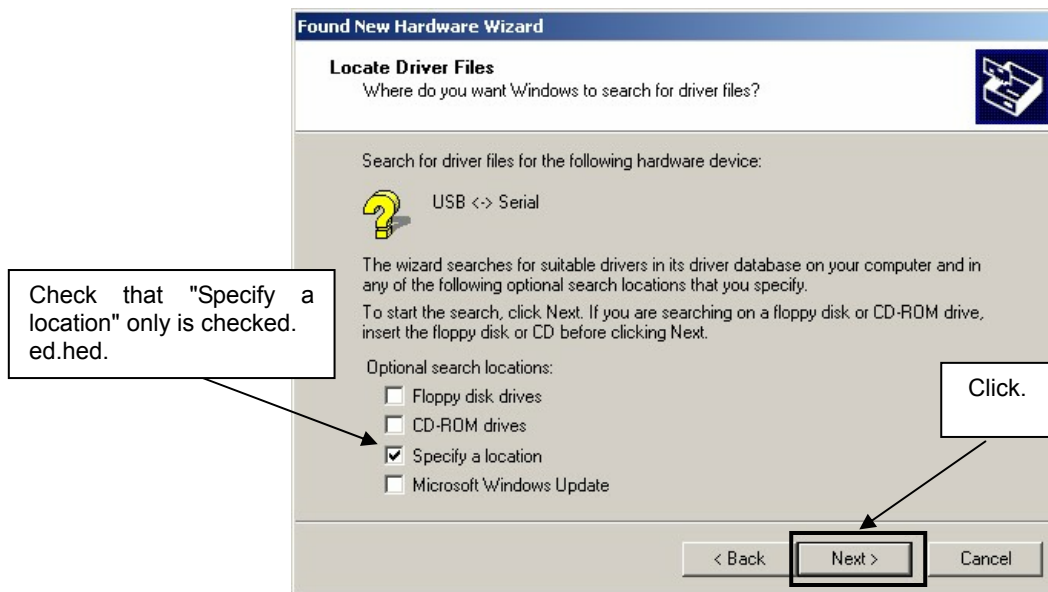 Found New Hardware Wizard
Locate Driver Files
Where do you want Windows to search for driver files?
Search for driver files for the following hardware device:
USB <-> Serial
The wizard searches for suitable drivers in its driver database on your computer and in
any of the following optional search locations that you specify.
To start the search, click Next. If you are searching on a floppy disk or CD-ROM drive,
insert the floppy disk or CD before clicking Next.
Check that "Specify a
location" only is checked.
ed.hed.
Optional search locations:
Floppy disk drives
CD-ROM drives
Specify a location
Microsoft Windows Update
Click.
< Back
Next >
Cancel